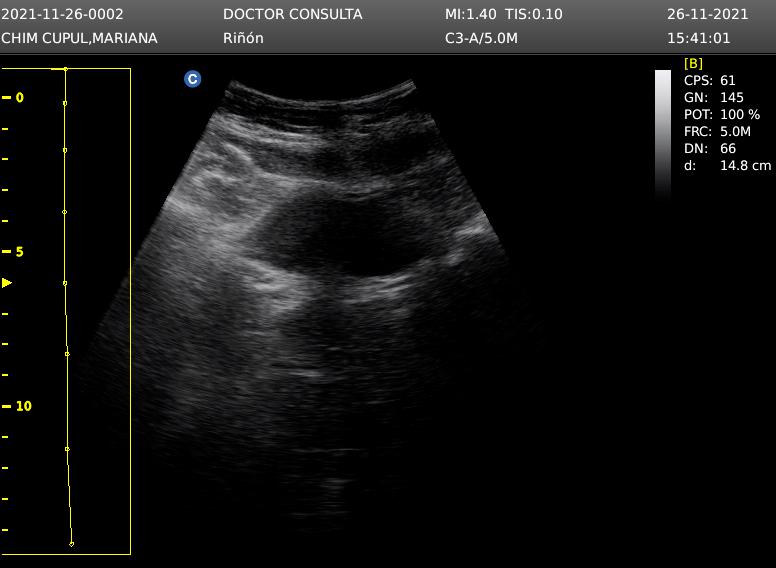 2021-11-26-0002 DOCTOR CONSULTA MI:1.40 TIS:0.10 26-11-2021
CHIM CUPUL,MARIANA Riñón C3-A/5.0M 15:41:01
C
[B]
CPS: 61
GN: 145
POT: 100 %
FRC: 5.0M
DN: 66
d: 14.8 cm
0
5
10